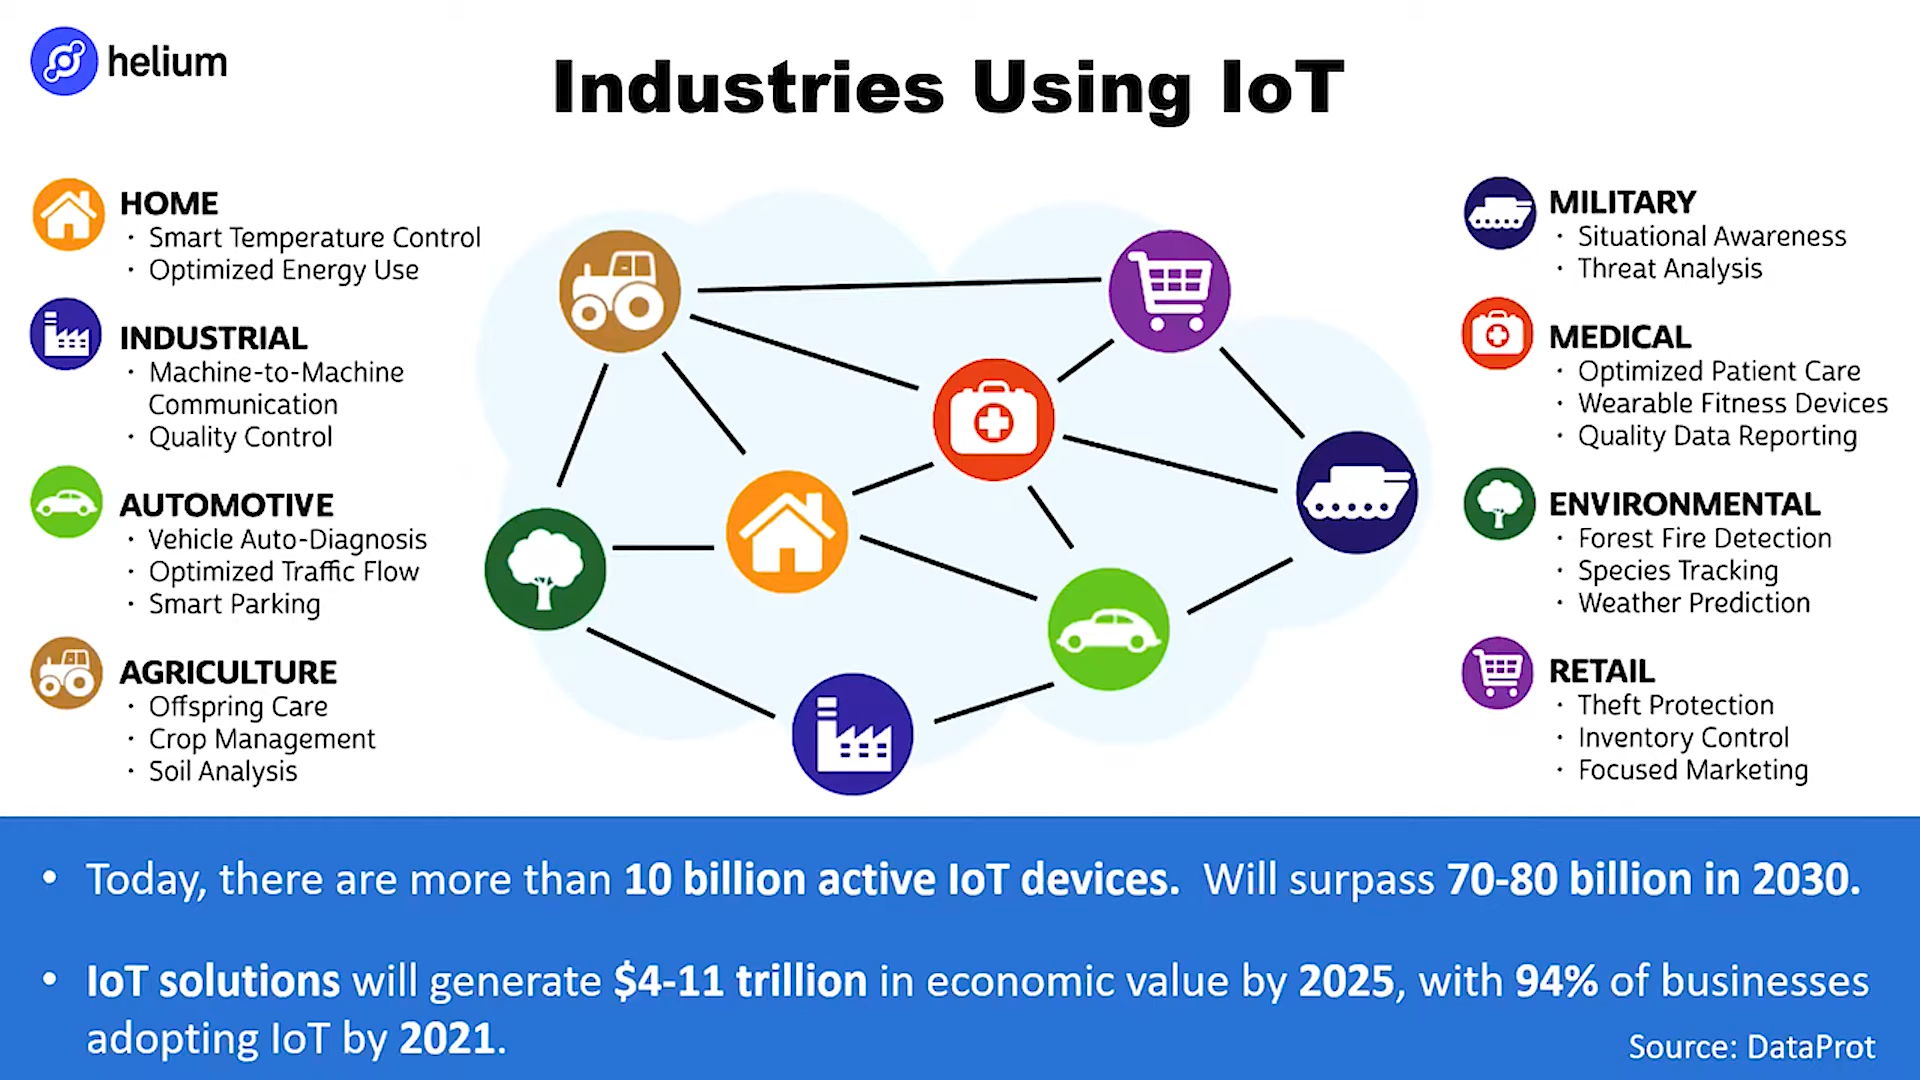 helium
Industries Using IoT
HOME
· Smart Temperature Control
· Optimized Energy Use
INDUSTRIAL
· Machine-to-Machine
Communication
· Quality Control
AUTOMOTIVE
· Vehicle Auto-Diagnosis
· Optimized Traffic Flow
· Smart Parking
AGRICULTURE
· Offspring Care
· Crop Management
· Soil Analysis
MILITARY
· Situational Awareness
· Threat Analysis
MEDICAL
· Optimized Patient Care
· Wearable Fitness Devices
· Quality Data Reporting
ENVIRONMENTAL
· Forest Fire Detection
· Species Tracking
· Weather Prediction
RETAIL
· Theft Protection
· Inventory Control
· Focused Marketing
• Today, there are more than 10 billion active IoT devices. Will surpass 70-80 billion in 2030.
• IoT solutions will generate $4-11 trillion in economic value by 2025, with 94% of businesses
adopting IoT by 2021.
Source: DataProt